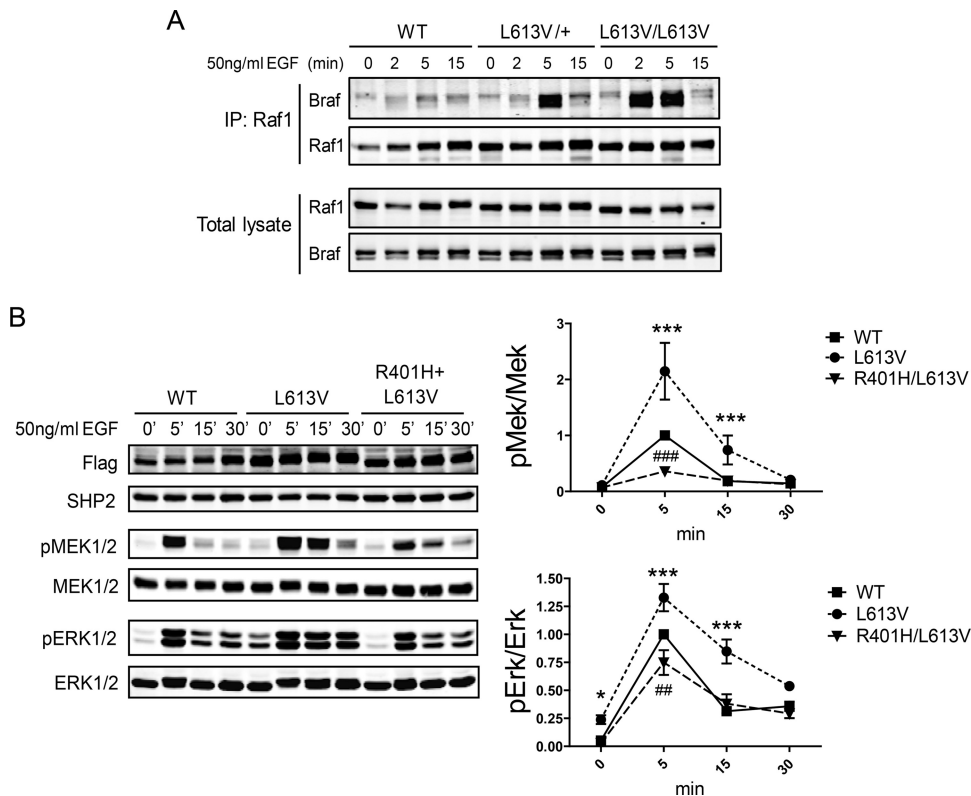 A
WT L613V/+ L613V/L613V
50ng/ml EGF (min) 0 2 5 15 0 2 5 15 0 2 5 15
IP: Raf1
Braf
Raf1
Total lysate
Raf1
Braf
B
WT L613V R401H+
L613V
50ng/ml EGF 0' 5' 15' 30' 0' 5' 15' 30' 0' 5' 15' 30'
Flag
SHP2
pMEK1/2
MEK1/2
pERK1/2
ERK1/2
pMek/Mek
3
2
1
0
***
***
###
0 5 15 30
min
WT
L613V
R401H/L613V
pErk/Erk
1.50
1.25
1.00
0.75
0.50
0.25
0.00
*
***
***
##
0 5 15 30
min
WT
L613V
R401H/L613V